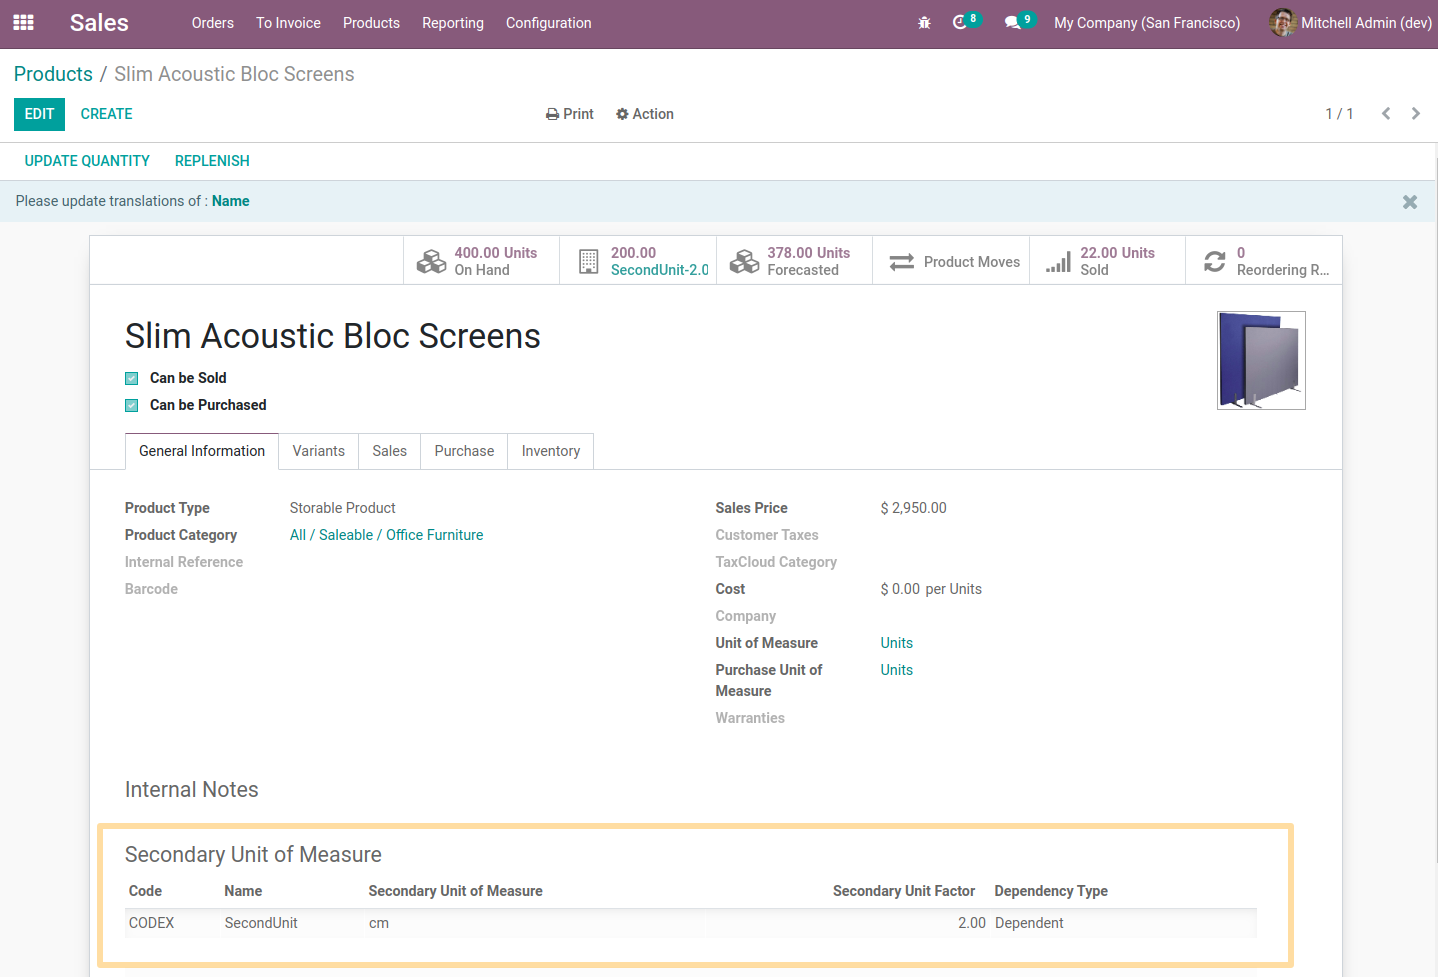 Sales Orders To Invoice Products Reporting Configuration 8 9 My Company (San Francisco) Mitchell Admin (dev)
Products / Slim Acoustic Bloc Screens
EDIT CREATE Print Action 1 / 1
UPDATE QUANTITY REPLENISH
Please update translations of : Name
400.00 Units
On Hand
200.00
SecondUnit-2.0
378.00 Units
Forecasted
Product Moves
22.00 Units
Sold
0
Reordering R...
Slim Acoustic Bloc Screens
Can be Sold
Can be Purchased
General Information Variants Sales Purchase Inventory
Product Type Storable Product
Product Category All / Saleable / Office Furniture
Internal Reference
Barcode
Sales Price $ 2,950.00
Customer Taxes
TaxCloud Category
Cost $ 0.00 per Units
Company
Unit of Measure Units
Purchase Unit of Units
Measure
Warranties
Internal Notes
Secondary Unit of Measure
Code Name Secondary Unit of Measure Secondary Unit Factor Dependency Type
CODEX SecondUnit cm 2.00 Dependent